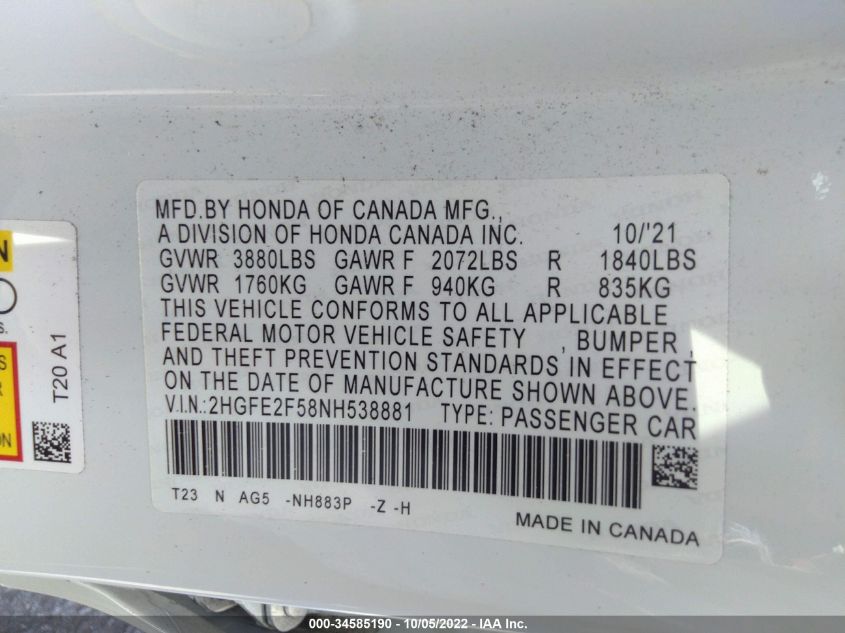 MFD.BY HONDA OF CANADA MFG.,
A DIVISION OF HONDA CANADA INC. 10/'21
GVWR 3880LBS GAWR F 2072LBS R 1840LBS
GVWR 1760KG GAWR F 940KG R 835KG
THIS VEHICLE CONFORMS TO ALL APPLICABLE
FEDERAL MOTOR VEHICLE SAFETY , BUMPER ,
AND THEFT PREVENTION STANDARDS IN EFFECT
ON THE DATE OF MANUFACTURE SHOWN ABOVE.
V.I.N.:2HGFE2F58NH538881 TYPE: PASSENGER CAR
T23 N AG5 -NH883P -Z -H
MADE IN CANADA
N
S.
S
R
ON
T20 A1
000-34585190 - 10/05/2022 - IAA Inc.